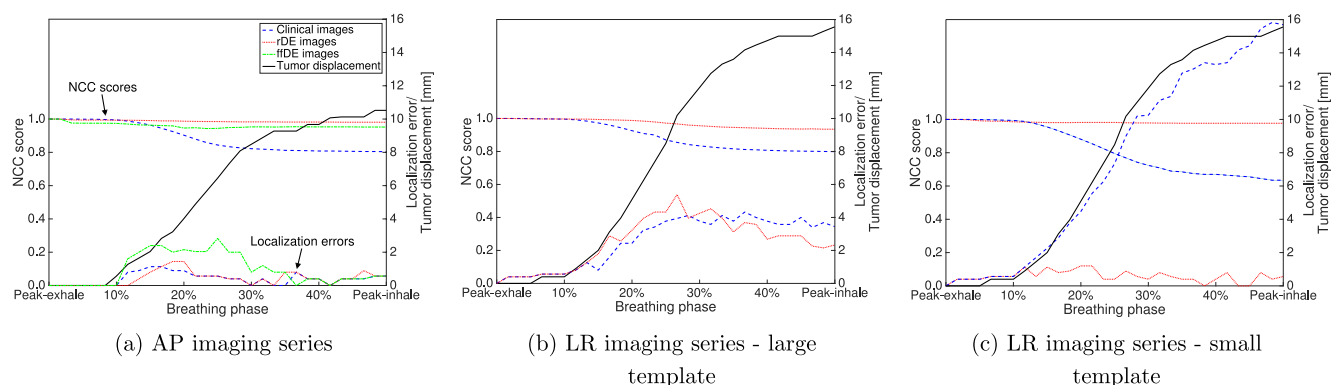 Clinical images
rDE images
ffDE images
Tumor displacement
NCC scores
Localization errors
NCC score
1.0
0.8
0.6
0.4
0.2
0.0
16
14
12
10
8
6
4
2
0
Localization error/
Tumor displacement [mm]
Peak-exhale 10% 20% 30% 40% Peak-inhale
Breathing phase
(a) AP imaging series
NCC score
1.0
0.8
0.6
0.4
0.2
0.0
16
14
12
10
8
6
4
2
0
Localization error/
Tumor displacement [mm]
Peak-exhale 10% 20% 30% 40% Peak-inhale
Breathing phase
(b) LR imaging series - large
template
NCC score
1.0
0.8
0.6
0.4
0.2
0.0
16
14
12
10
8
6
4
2
0
Localization error/
Tumor displacement [mm]
Peak-exhale 10% 20% 30% 40% Peak-inhale
Breathing phase
(c) LR imaging series - small
template